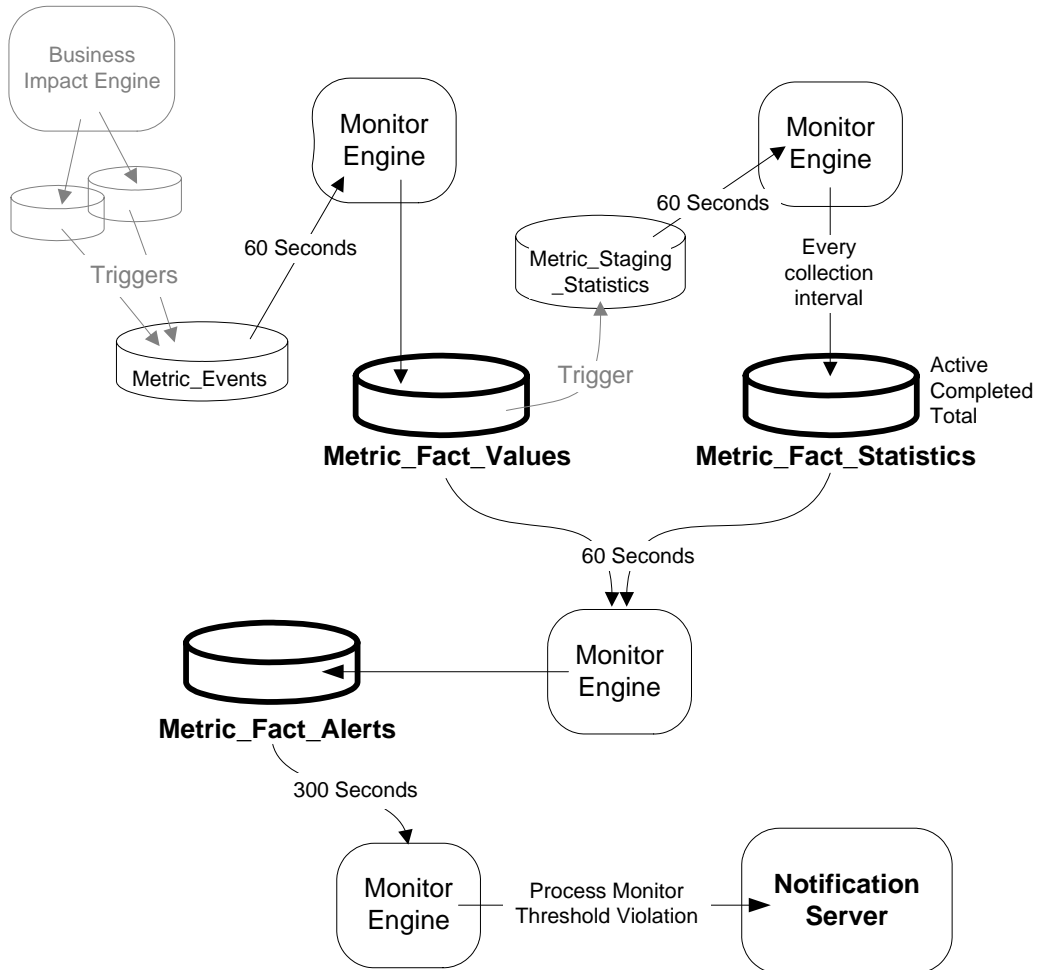 Business
Impact Engine
Monitor
Engine
Monitor
Engine
60 Seconds
60 Seconds
Metric_Staging
_Statistics
Every
collection
interval
Triggers
Metric_Events
Trigger
Active
Completed
Total
Metric_Fact_Values
Metric_Fact_Statistics
60 Seconds
Monitor
Engine
Metric_Fact_Alerts
300 Seconds
Monitor
Engine
Process Monitor
Threshold Violation
Notification
Server